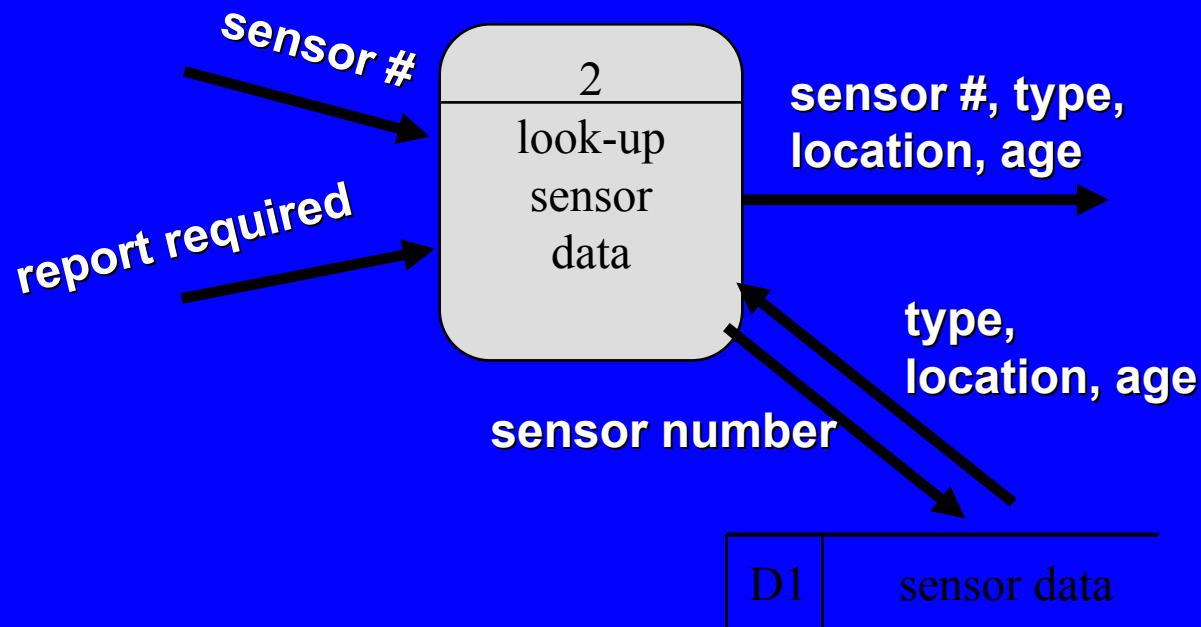 sensor #
2
look-up
sensor
data
sensor #, type,
location, age
report required
type,
location, age
sensor number
D1
sensor data